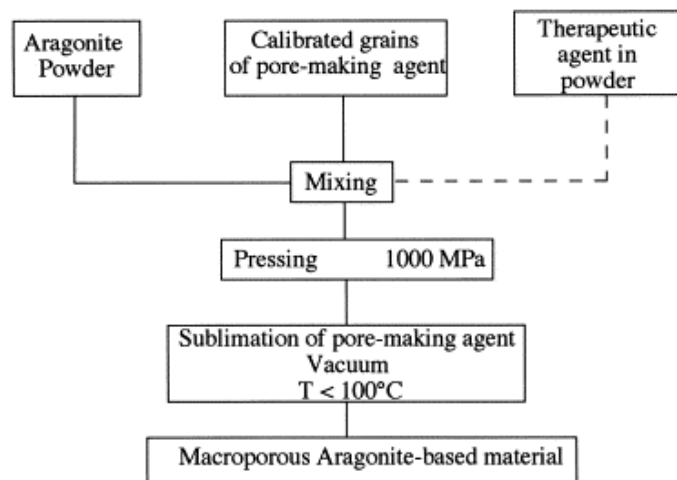 Aragonite
Powder
Calibrated grains
of pore-making agent
Therapeutic
agent in
powder
Mixing
Pressing 1000 MPa
Sublimation of pore-making agent
Vacuum
T < 100°C
Macroporous Aragonite-based material